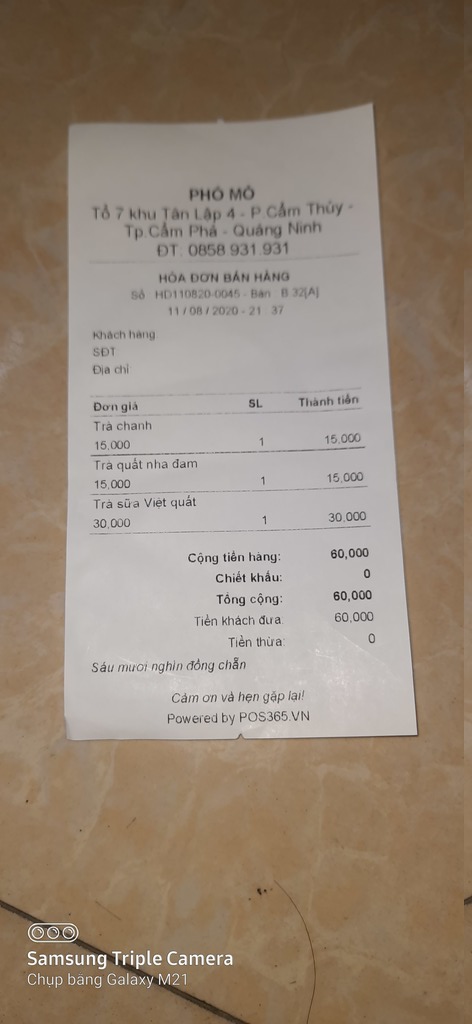 PHỐ MỎ
Tổ 7 khu Tân Lập 4 - P.Cẩm Thủy -
Tp.Cẩm Phả - Quảng Ninh
ĐT. 0858.931.931
HÓA ĐƠN BÁN HÀNG
Số HD110820-0045 - Bàn B.32[A]
11 / 08 / 2020 - 21 : 37
Khách hàng
SĐT
Địa chỉ
Đơn giá SL Thành tiền
Trà chanh
15,000 1 15,000
Trà quất nha đam
15,000 1 15,000
Trà sữa Việt quất
30,000 1 30,000
Cộng tiền hàng: 60,000
Chiết khấu: 0
Tổng cộng: 60,000
Tiền khách đưa: 60,000
Tiền thừa: 0
Sáu mươi nghìn đồng chẵn
Cảm ơn và hẹn gặp lại!
Powered by POS365.VN
Samsung Triple Camera
Chụp bằng Galaxy M21